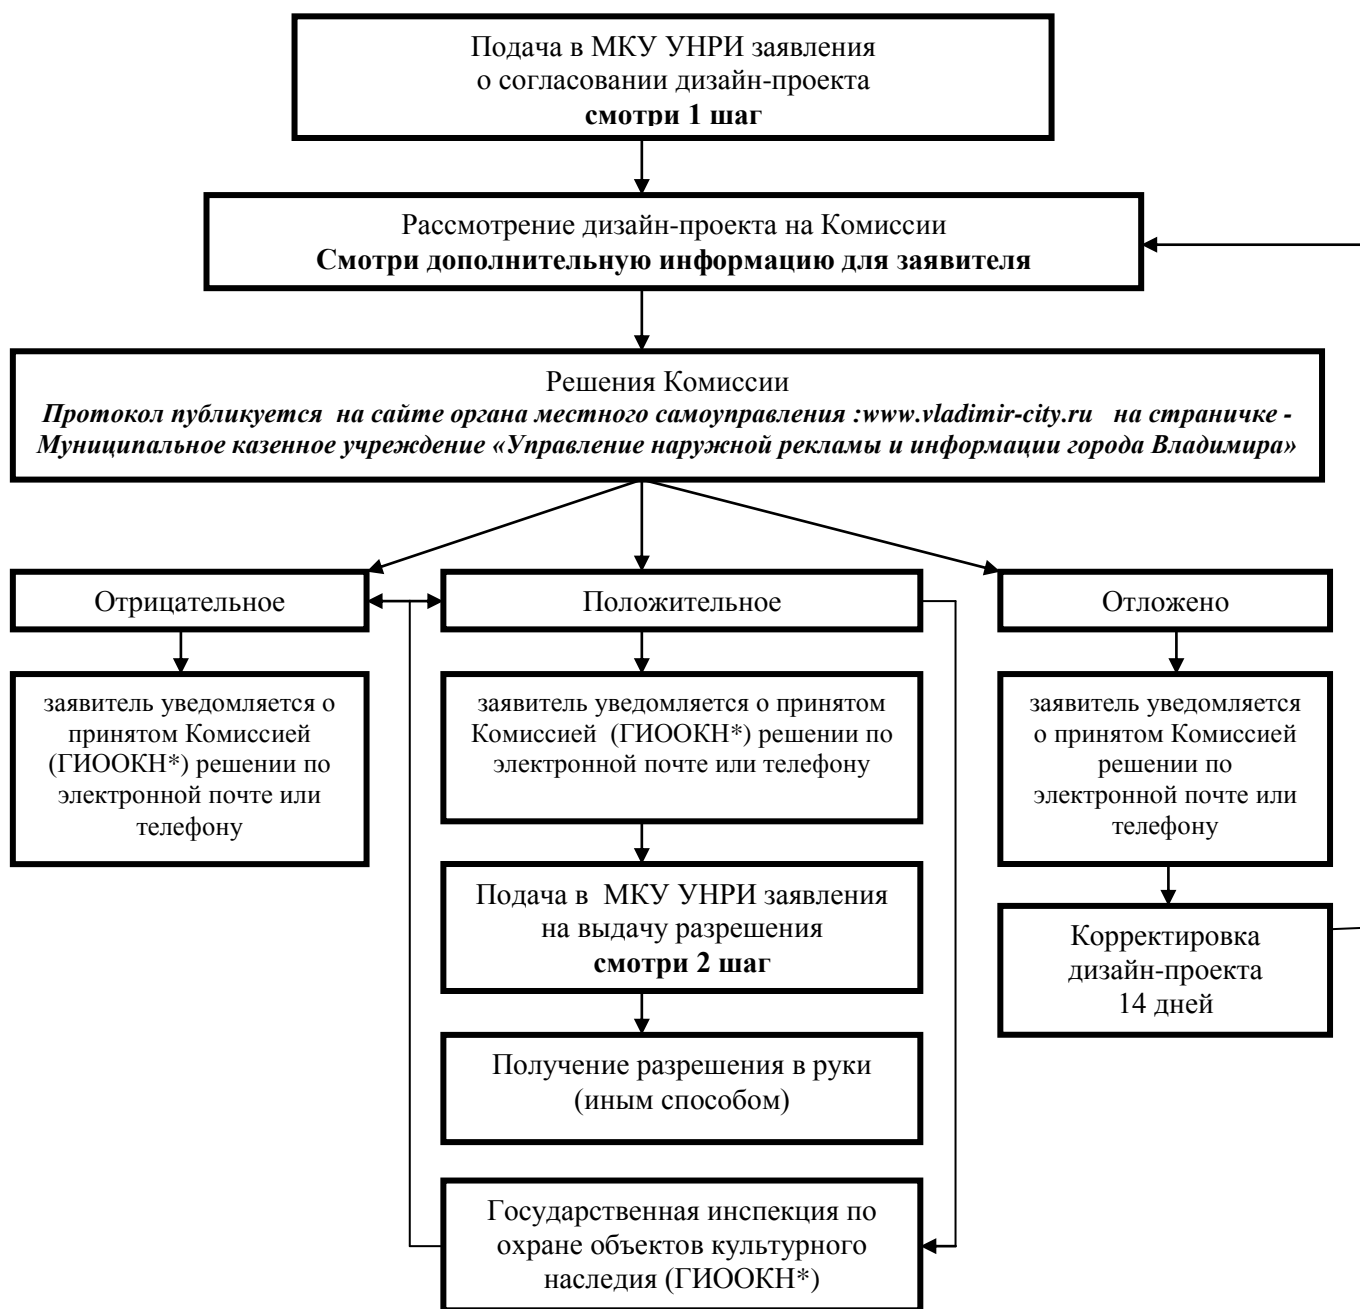 Подача в МКУ УНРИ заявления
о согласовании дизайн-проекта
смотри 1 шаг
Рассмотрение дизайн-проекта на Комиссии
Смотри дополнительную информацию для заявителя
Решения Комиссии
Протокол публикуется на сайте органа местного самоуправления :www.vladimir-city.ru на страничке -
Муниципальное казенное учреждение «Управление наружной рекламы и информации города Владимира»
Отрицательное
Положительное
Отложено
заявитель уведомляется о
принятом Комиссией
(ГИООКН*) решении по
электронной почте или
телефону
заявитель уведомляется о принятом
Комиссией (ГИООКН*) решении по
электронной почте или телефону
заявитель уведомляется
о принятом Комиссией
решении по
электронной почте или
телефону
Подача в МКУ УНРИ заявления
на выдачу разрешения
смотри 2 шаг
Корректировка
дизайн-проекта
14 дней
Получение разрешения в руки
(иным способом)
Государственная инспекция по
охране объектов культурного
наследия (ГИООКН*)